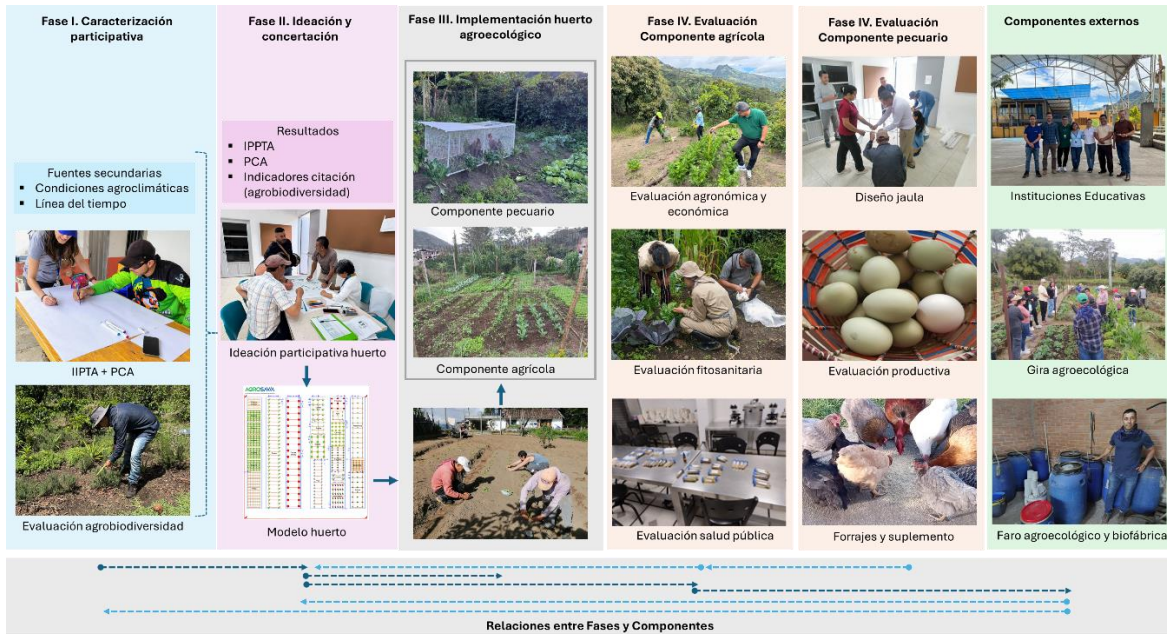 Fase I. Caracterización
participativa
Fuentes secundarias
▪ Condiciones agroclimáticas
▪ Línea del tiempo
IIPTA + PCA
Evaluación agrobiodiversidad
Fase II. Ideación y
concertación
Resultados
▪ IPPTA
▪ PCA
▪ Indicadores citación
(agrobiodiversidad)
Ideación participativa huerto
AGROSAVIA
Modelo huerto
Fase III. Implementación huerto
agroecológico
Componente pecuario
Componente agrícola
Fase IV. Evaluación
Componente agrícola
Evaluación agronómica y
económica
Evaluación fitosanitaria
Evaluación salud pública
Fase IV. Evaluación
Componente pecuario
Diseño jaula
Evaluación productiva
Forrajes y suplemento
Componentes externos
Instituciones Educativas
Gira agroecológica
Faro agroecológico y biofábrica
Relaciones entre Fases y Componentes